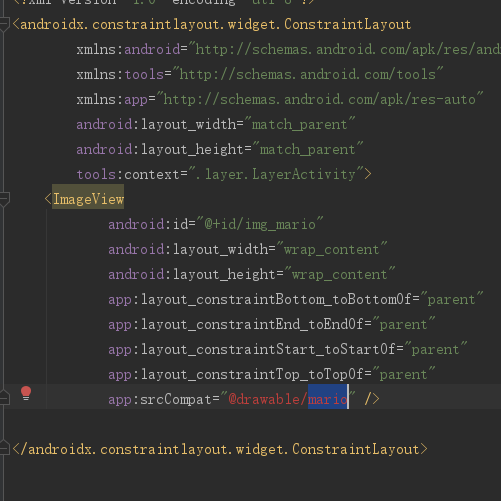 <?xml version="1.0" encoding="utf-8"?>
<androidx.constraintlayout.widget.ConstraintLayout
xmlns:android="http://schemas.android.com/apk/res/and
xmlns:tools="http://schemas.android.com/tools"
xmlns:app="http://schemas.android.com/apk/res-auto"
android:layout_width="match_parent"
android:layout_height="match_parent"
tools:context=".layer.LayerActivity">
<ImageView
android:id="@+id/img_mario"
android:layout_width="wrap_content"
android:layout_height="wrap_content"
app:layout_constraintBottom_toBottomOf="parent"
app:layout_constraintEnd_toEndOf="parent"
app:layout_constraintStart_toStartOf="parent"
app:layout_constraintTop_toTopOf="parent"
app:srcCompat="@drawable/mario" />
</androidx.constraintlayout.widget.ConstraintLayout>